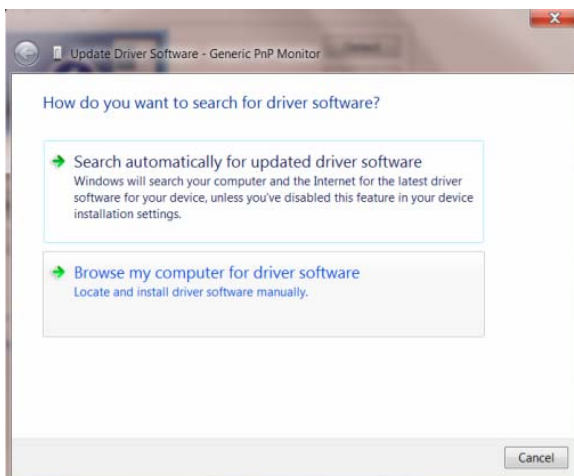 Update Driver Software - Generic PnP Monitor
How do you want to search for driver software?
Search automatically for updated driver software
Windows will search your computer and the Internet for the latest driver
software for your device, unless you've disabled this feature in your device
installation settings.
Browse my computer for driver software
Locate and install driver software manually.
Cancel